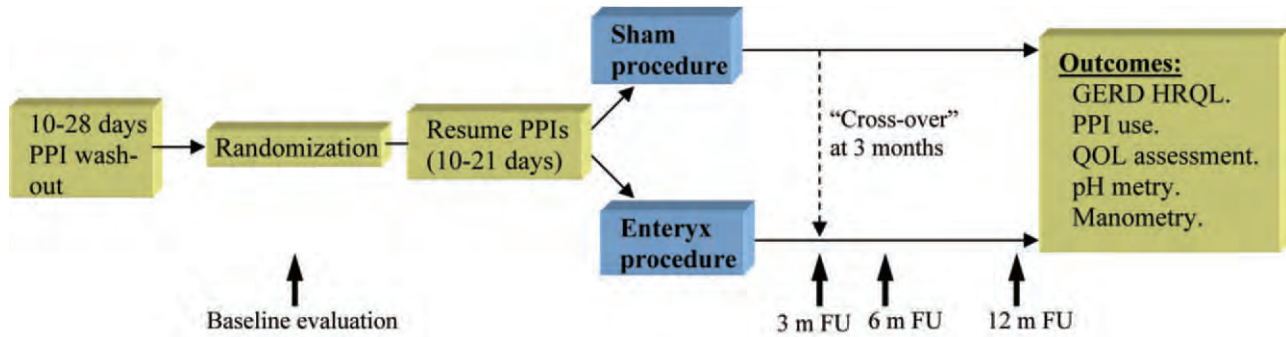 10-28 days
PPI wash-
out
Randomization
Resume PPIs
(10-21 days)
Sham
procedure
Enteryx
procedure
“Cross-over”
at 3 months
Outcomes:
GERD HRQL.
PPI use.
QOL assessment.
pH metry.
Manometry.
Baseline evaluation
3 m FU
6 m FU
12 m FU